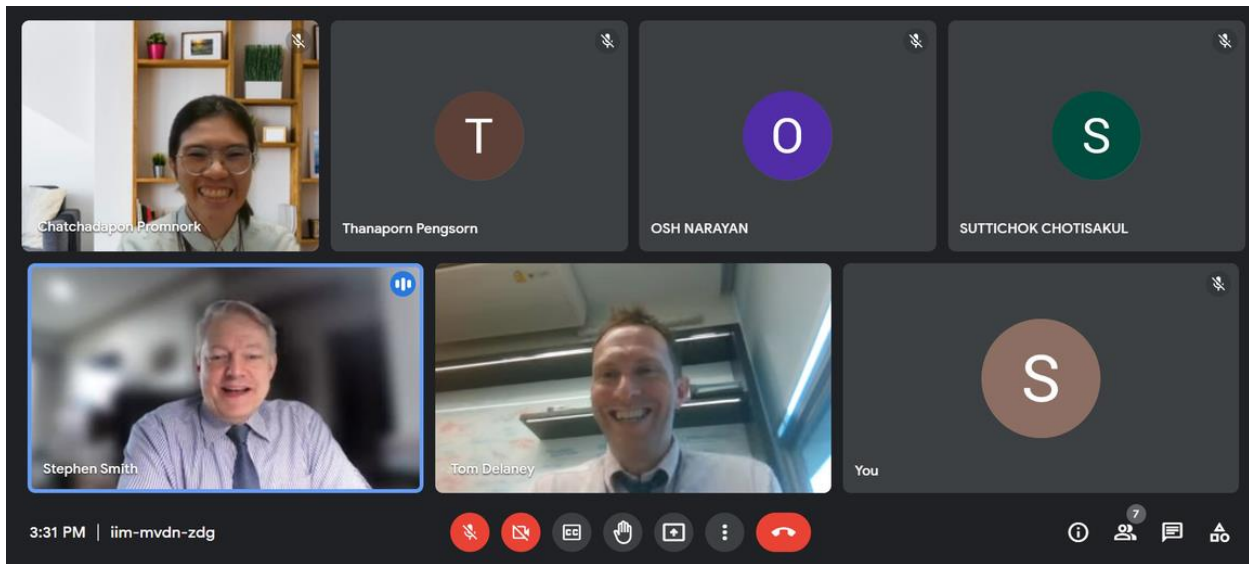 T
O
S
Chatchadapon Promnork
Thanaporn Pengsorn
OSH NARAYAN
SUTTICHOK CHOTISAKUL
S
Stephen Smith
Tom Delaney
You
3:31 PM | iim-mvdn-zdg
CC
7